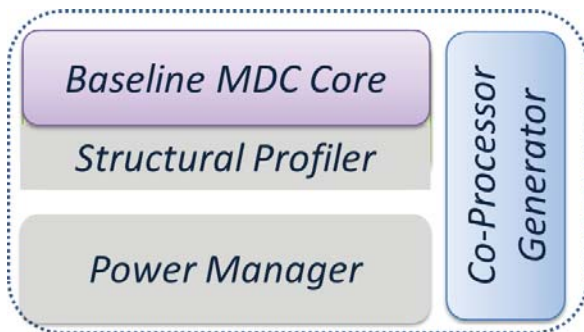 Baseline MDC Core
Structural Profiler
Power Manager
Co-Processor
Generator